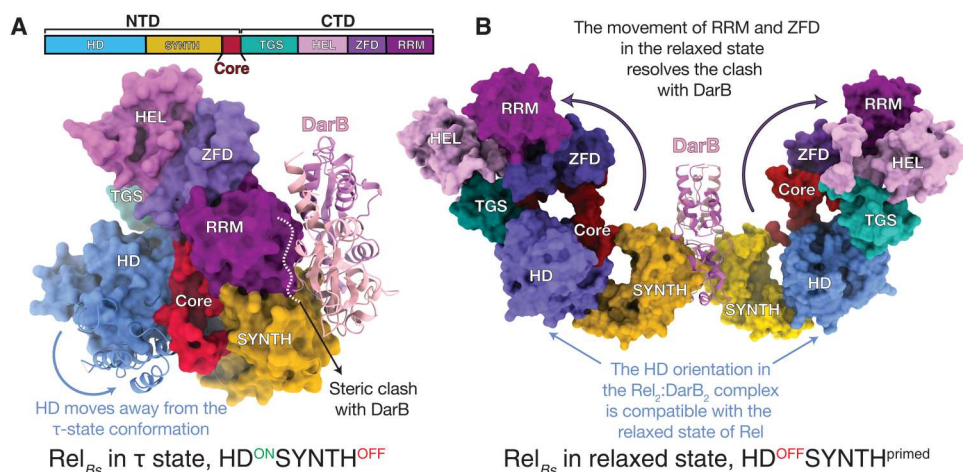 A
NTD
CTD
HD
SYNTH
TGS
HEL
ZFD
RRM
Core
HEL
ZFD
TGS
RRM
HD
Core
SYNTH
DarB
Steric clash
with DarB
HD moves away from the
τ-state conformation
Rel_Bs in τ state, HD^ON SYNTH^OFF
B
The movement of RRM and ZFD
in the relaxed state
resolves the clash
with DarB
RRM
HEL
ZFD
TGS
Core
HD
SYNTH
DarB
RRM
ZFD
HEL
Core
TGS
SYNTH
HD
The HD orientation in
the Rel₂:DarB₂ complex
is compatible with the
relaxed state of Rel
Rel_Bs in relaxed state, HD^OFF SYNTH^primed